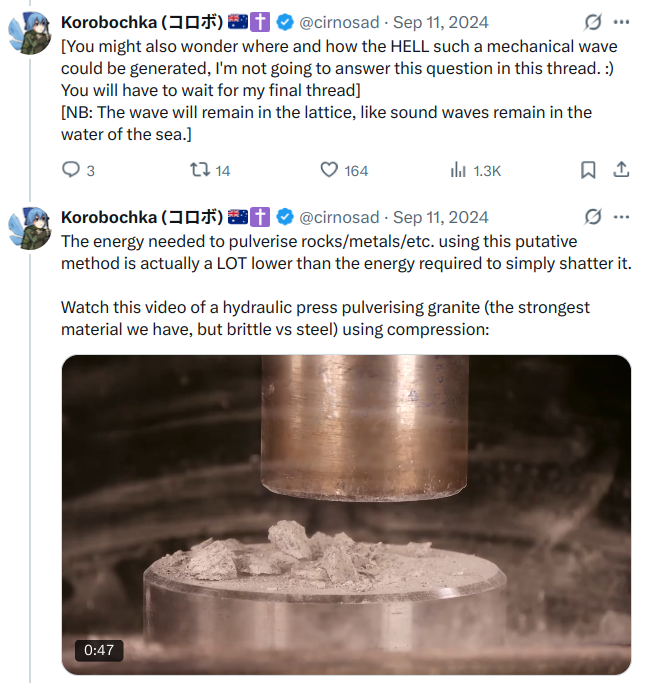 Korobochka (コロボ) 🇦🇺✝️ @cirnosad · Sep 11, 2024
[You might also wonder where and how the HELL such a mechanical wave
could be generated, I'm not going to answer this question in this thread. :)
You will have to wait for my final thread]
[NB: The wave will remain in the lattice, like sound waves remain in the
water of the sea.]
3 14 164 1.3K
Korobochka (コロボ) 🇦🇺✝️ @cirnosad · Sep 11, 2024
The energy needed to pulverise rocks/metals/etc. using this putative
method is actually a LOT lower than the energy required to simply shatter it.
Watch this video of a hydraulic press pulverising granite (the strongest
material we have, but brittle vs steel) using compression:
0:47